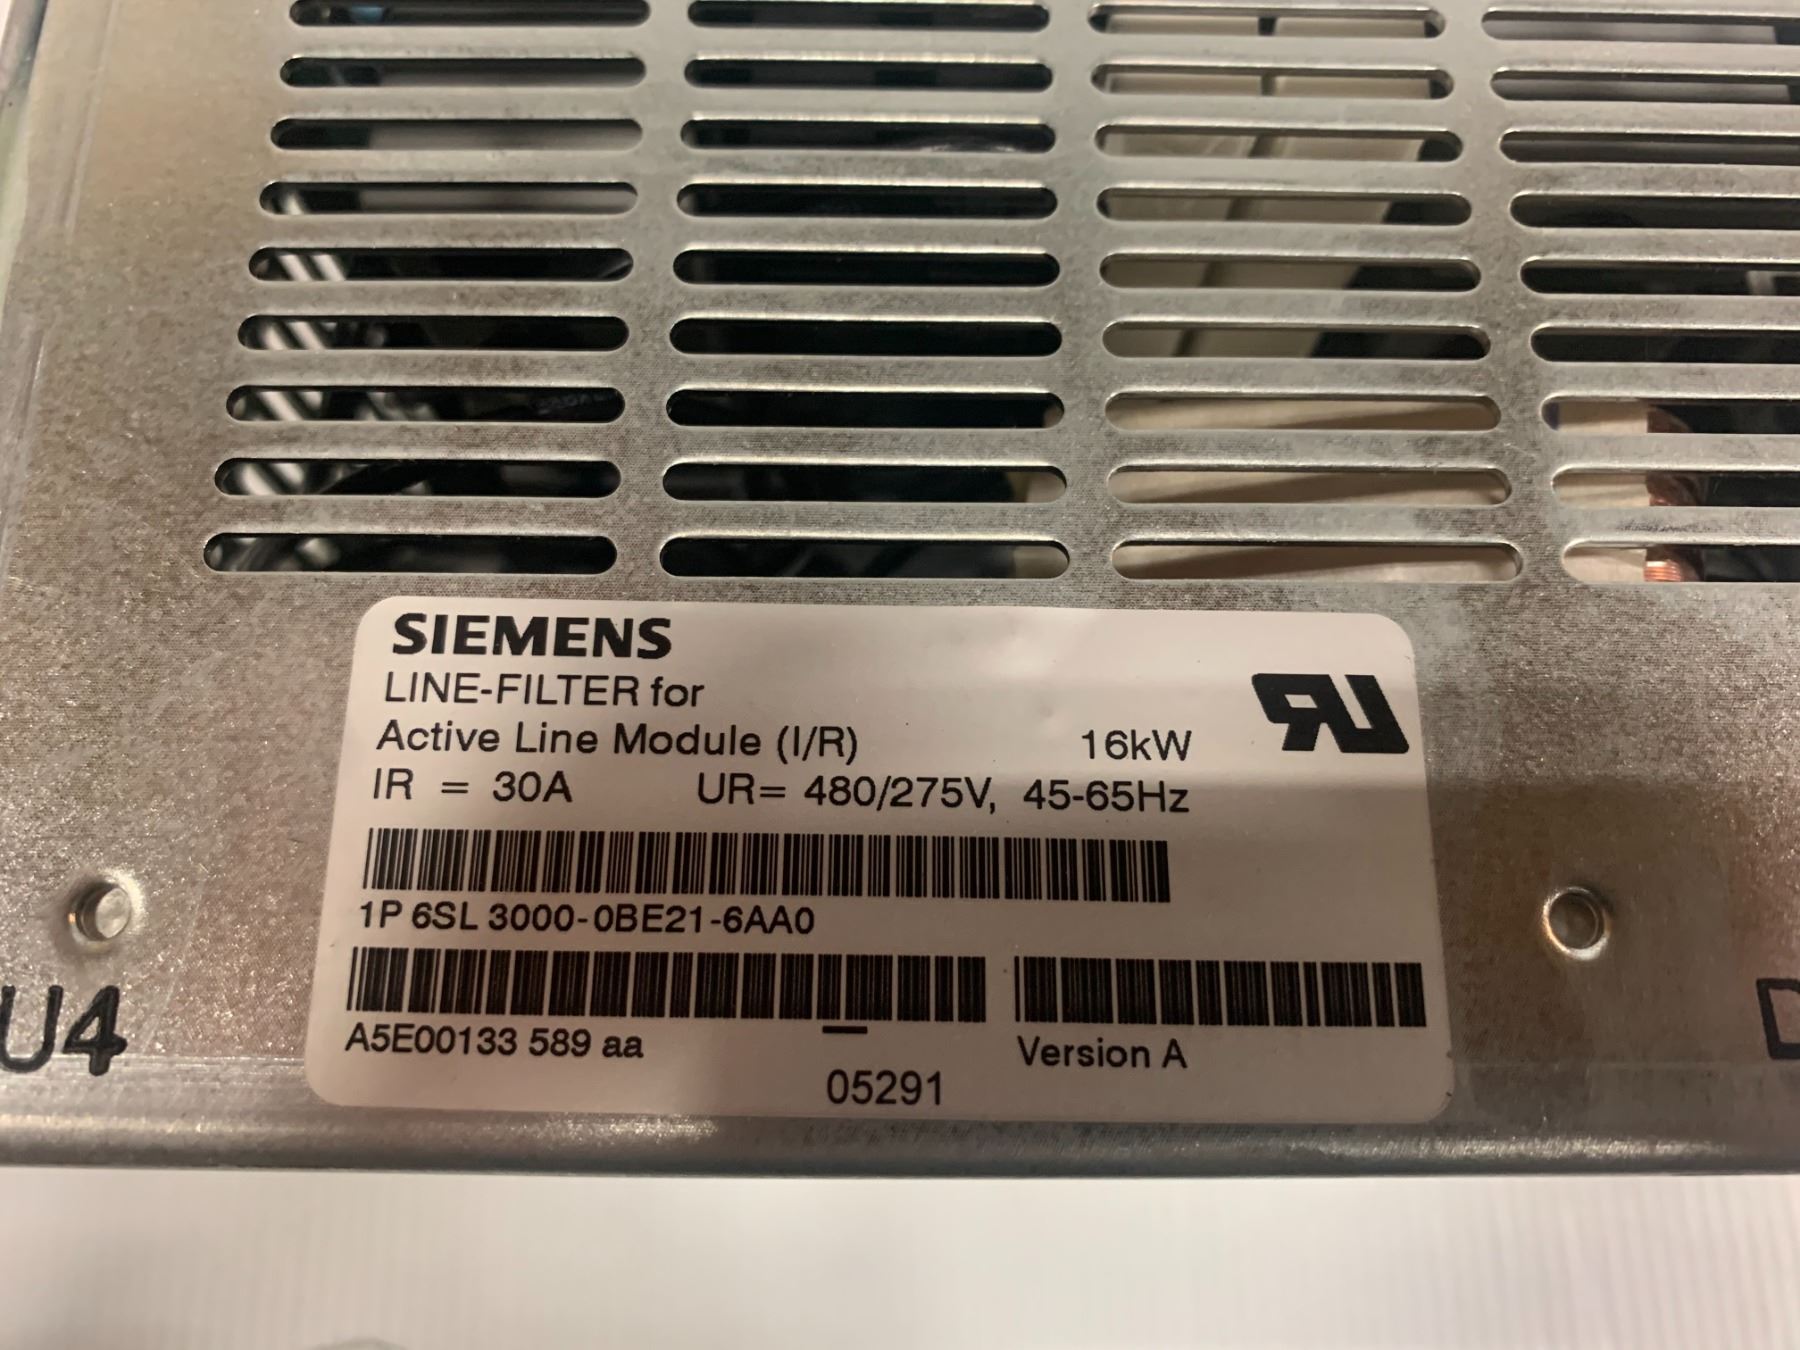 SIEMENS
LINE-FILTER for
Active Line Module (I/R) 16kW
IR = 30A UR= 480/275V, 45-65Hz
1P 6SL 3000-0BE21-6AA0
A5E00133 589 aa
Version A
05291
U4